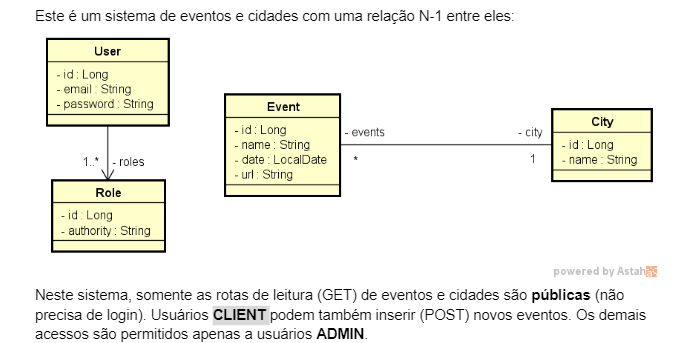 Este é um sistema de eventos e cidades com uma relação N-1 entre eles:
User
- id : Long
- email : String
- password : String
1..* - roles
Role
- id : Long
- authority : String
Event
- id : Long
- name : String
- date : LocalDate
- url : String
- events
*
- city
1
City
- id : Long
- name : String
powered by Astah
Neste sistema, somente as rotas de leitura (GET) de eventos e cidades são públicas (não
precisa de login). Usuários CLIENT podem também inserir (POST) novos eventos. Os demais
acessos são permitidos apenas a usuários ADMIN.